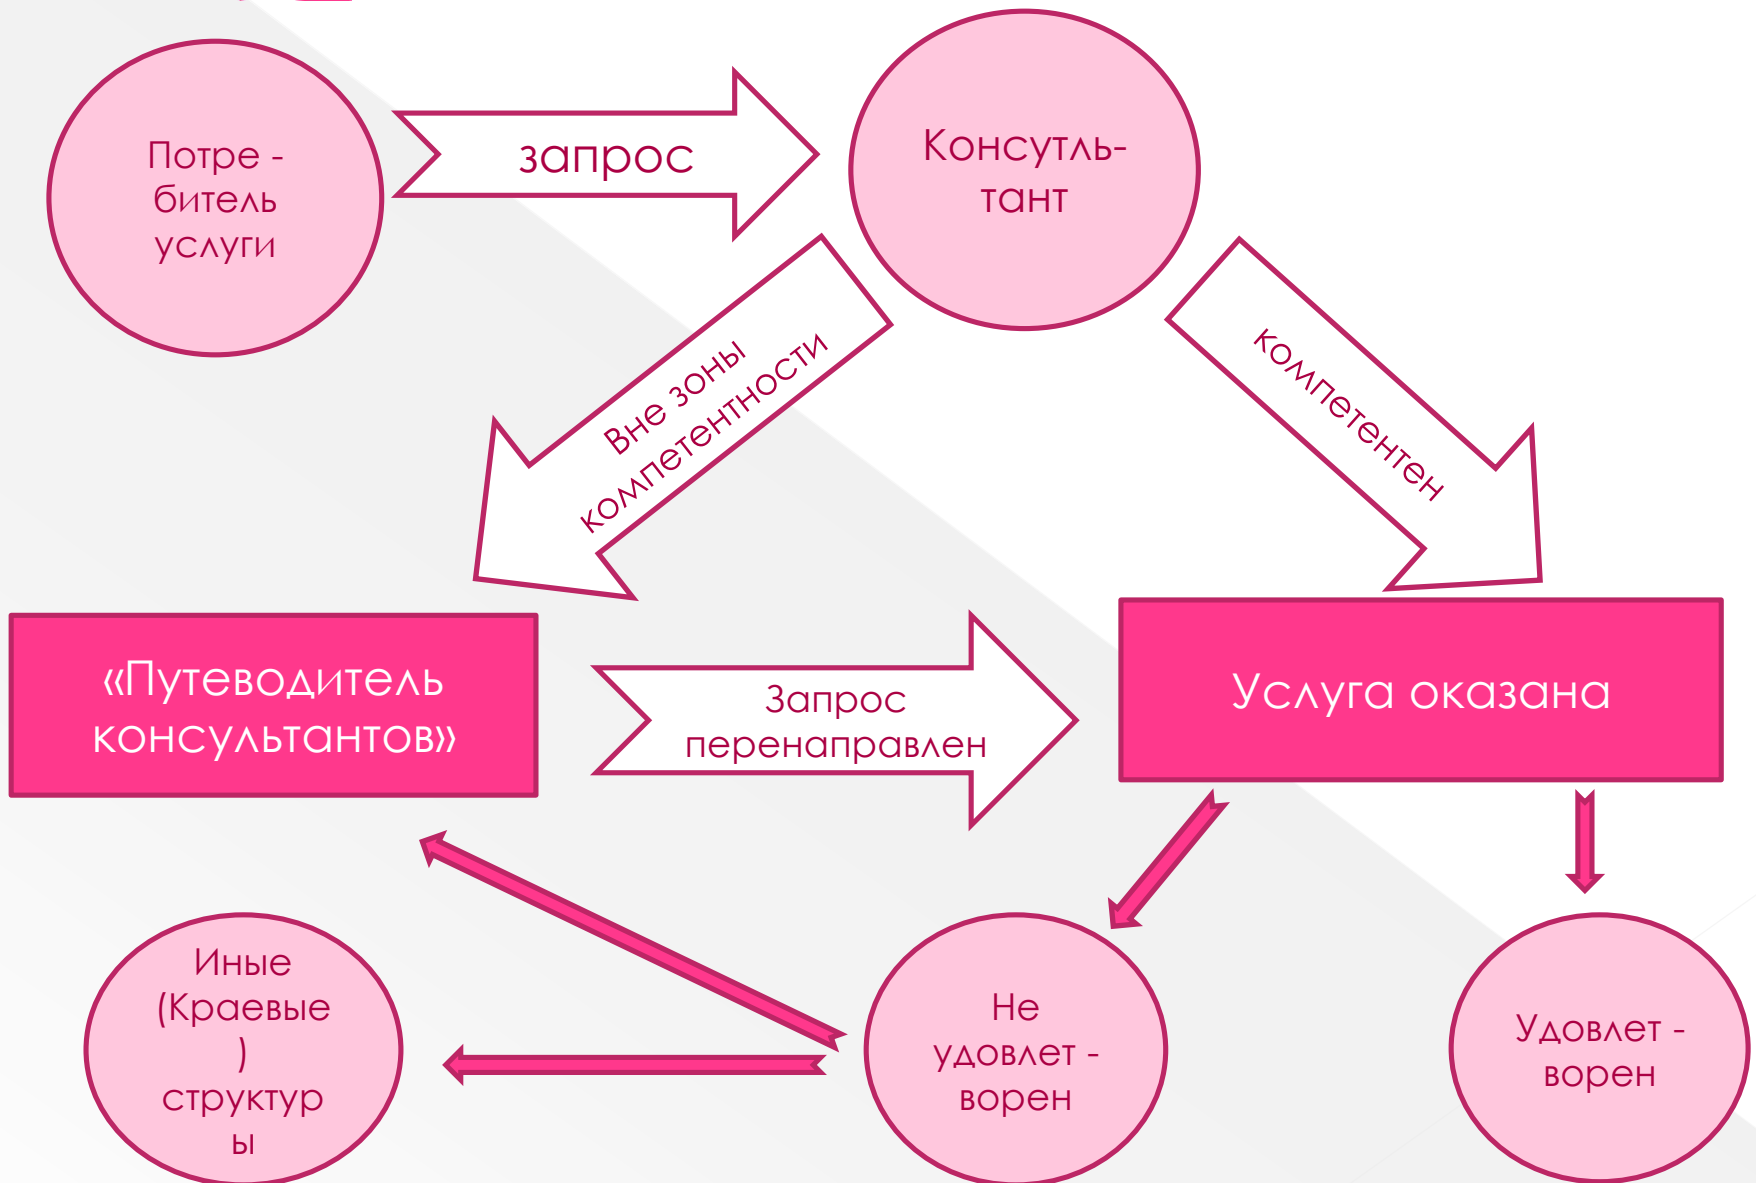 Потре -
битель
услуги
запрос
Консутль-
тант
Вне зоны
компетентности
компетентен
«Путеводитель
консультантов»
Запрос
перенаправлен
Услуга оказана
Иные
(Краевые
)
структур
ы
Не
удовлет -
ворен
Удовлет -
ворен